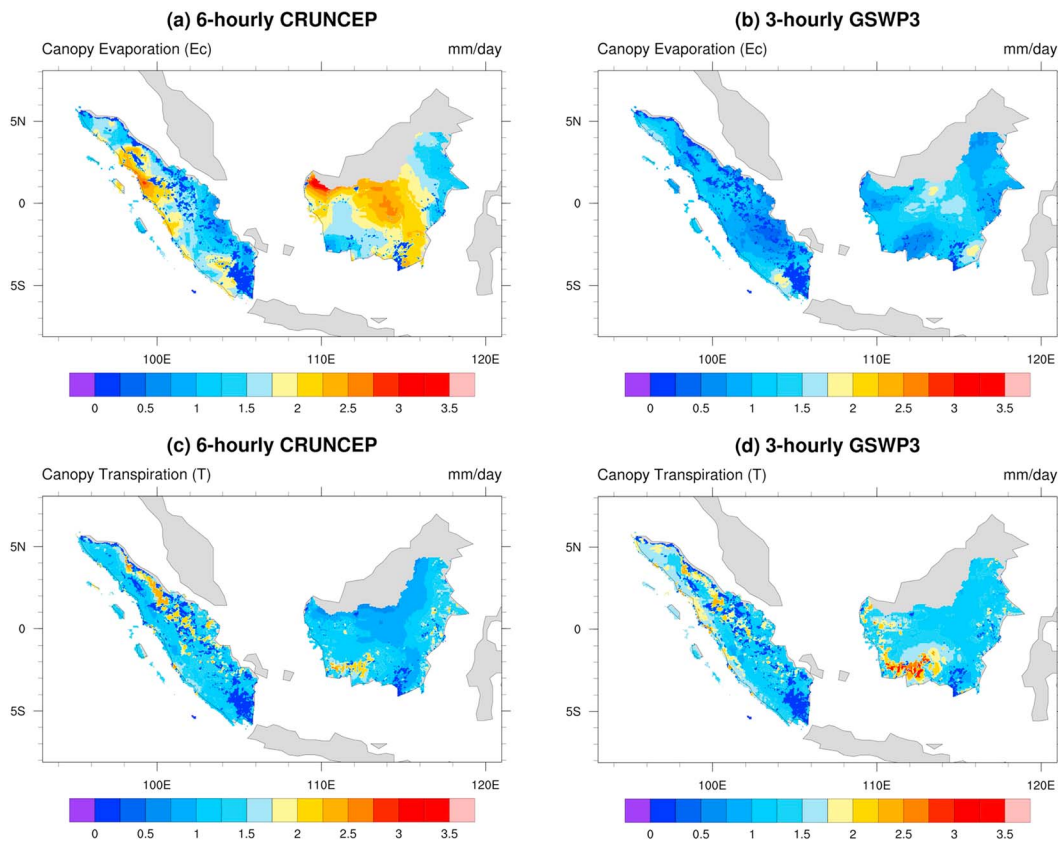 (a) 6-hourly CRUNCEP
Canopy Evaporation (Ec) mm/day
5N
0
5S
100E 110E 120E
0 0.5 1 1.5 2 2.5 3 3.5
(b) 3-hourly GSWP3
Canopy Evaporation (Ec) mm/day
5N
0
5S
100E 110E 120E
0 0.5 1 1.5 2 2.5 3 3.5
(c) 6-hourly CRUNCEP
Canopy Transpiration (T) mm/day
5N
0
5S
100E 110E 120E
0 0.5 1 1.5 2 2.5 3 3.5
(d) 3-hourly GSWP3
Canopy Transpiration (T) mm/day
5N
0
5S
100E 110E 120E
0 0.5 1 1.5 2 2.5 3 3.5